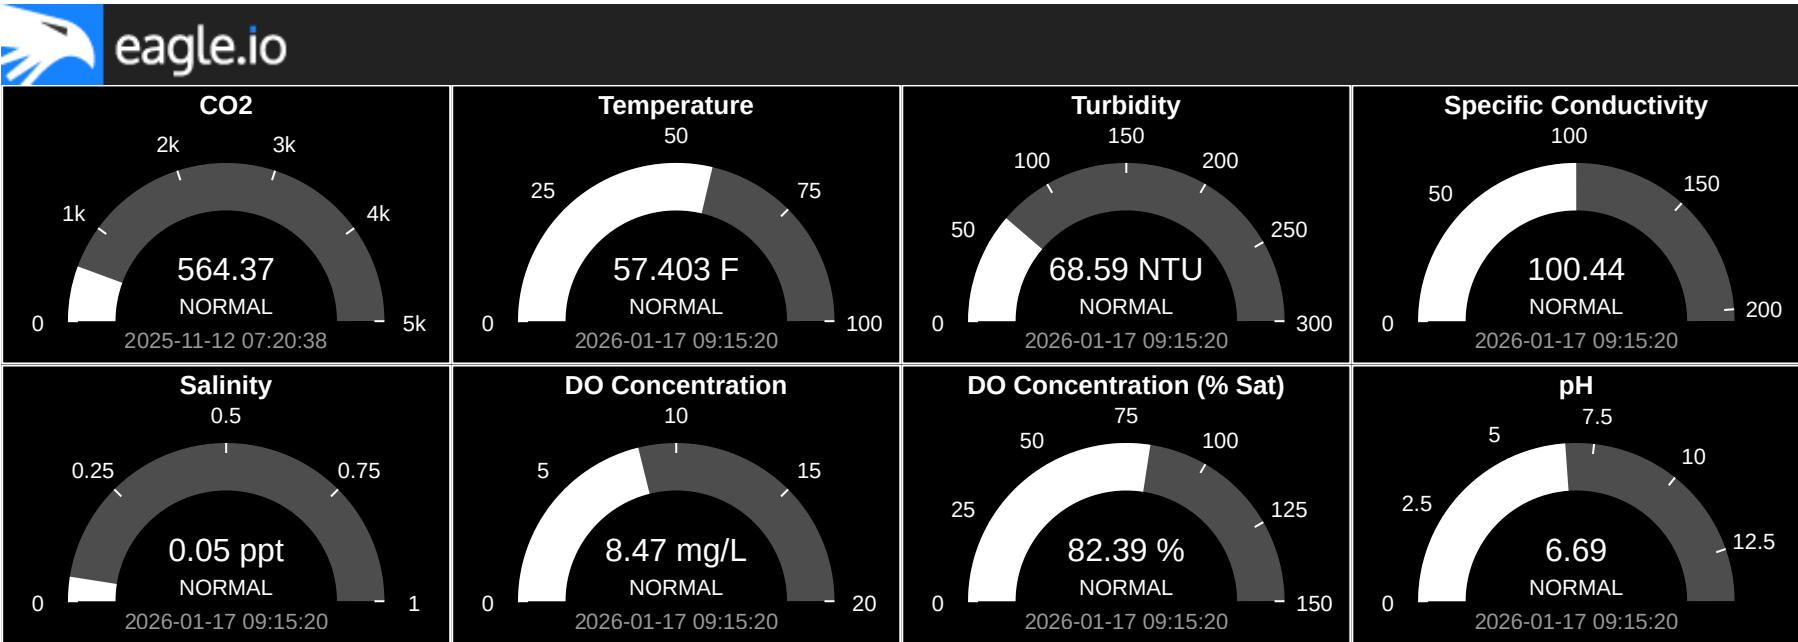 eagle.io
CO2
2k 3k
1k 4k
564.37
NORMAL
0 5k
2025-11-12 07:20:38
Temperature
50
25 75
57.403 F
NORMAL
0 100
2026-01-17 09:15:20
Turbidity
150
100 200
50 250
68.59 NTU
NORMAL
0 300
2026-01-17 09:15:20
Specific Conductivity
100
50 150
100.44
NORMAL
0 200
2026-01-17 09:15:20
Salinity
0.5
0.25 0.75
0.05 ppt
NORMAL
0 1
2026-01-17 09:15:20
DO Concentration
10
5 15
8.47 mg/L
NORMAL
0 20
2026-01-17 09:15:20
DO Concentration (% Sat)
75
50 100
25 125
82.39 %
NORMAL
0 150
2026-01-17 09:15:20
pH
7.5
5 10
2.5 12.5
6.69
NORMAL
0
2026-01-17 09:15:20